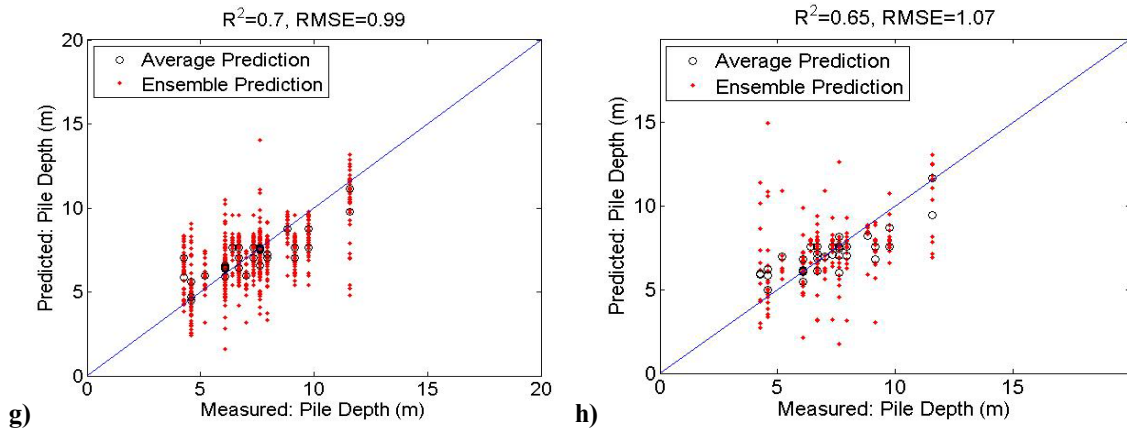 R²=0.7, RMSE=0.99
20
Average Prediction
Ensemble Prediction
15
10
5
0
0 5 10 15 20
Predicted: Pile Depth (m)
Measured: Pile Depth (m)
g)
R²=0.65, RMSE=1.07
Average Prediction
Ensemble Prediction
15
10
5
0
0 5 10 15
Predicted: Pile Depth (m)
Measured: Pile Depth (m)
h)